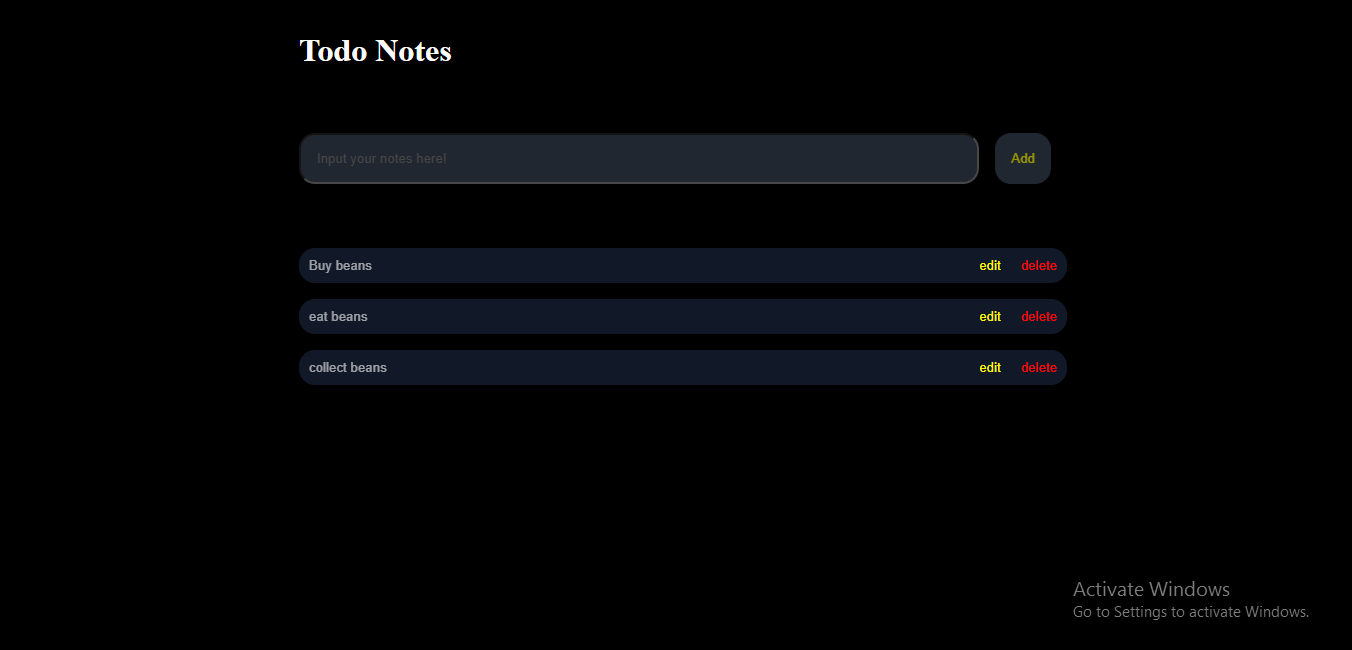 Todo Notes
Input your notes here!
Add
Buy beans edit delete
eat beans edit delete
collect beans edit delete
Activate Windows
Go to Settings to activate Windows.